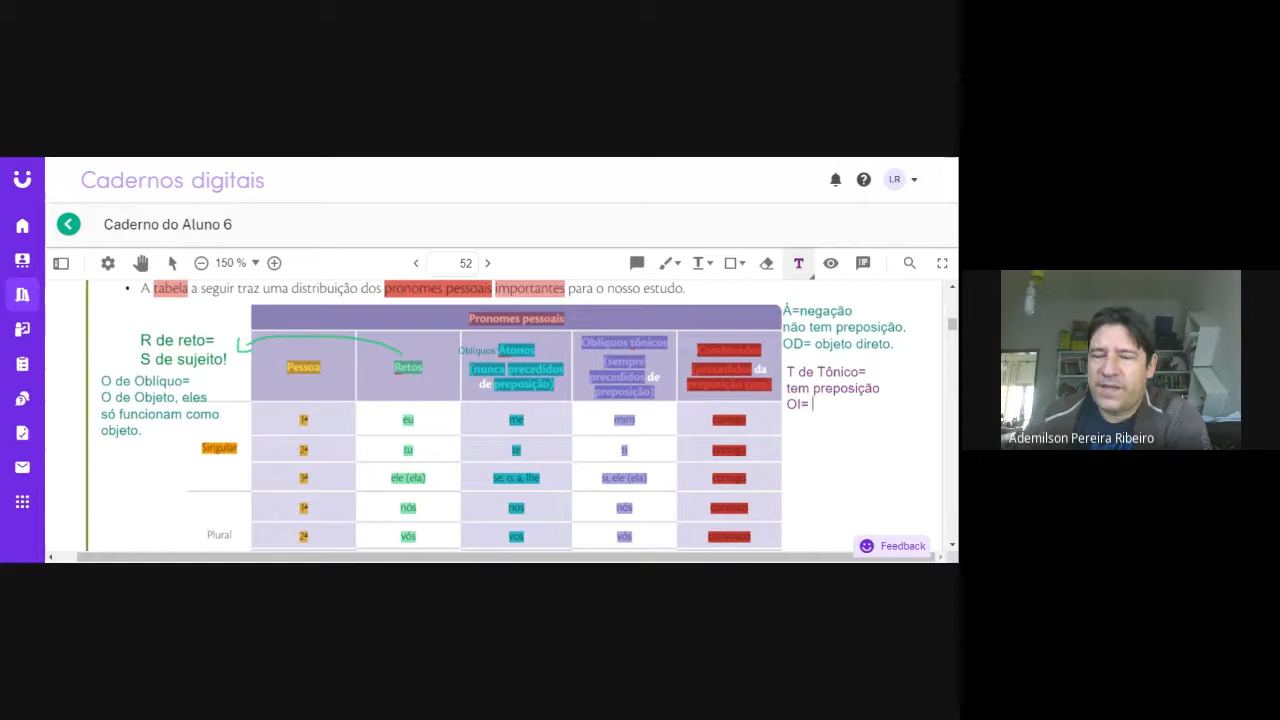 Cadernos digitais
LR
Caderno do Aluno 6
150 %
52
T
T
• A tabela a seguir traz uma distribuição dos pronomes pessoais importantes para o nosso estudo.
Pronomes pessoais
Pessoa
Retos
Oblíquos Átonos
(nunca precedidos
de preposição)
Oblíquos tônicos
(sempre
precedidos de
preposição)
Combinados
(precedidos da
preposição com)
R de reto=
S de sujeito!
O de Oblíquo=
O de Objeto, eles
só funcionam como
objeto.
Á=negação
não tem preposição.
OD= objeto direto.
T de Tônico=
tem preposição
OI=
Singular
1ª eu me mim comigo
2ª tu te ti contigo
3ª ele (ela) se, o, a, lhe si, ele (ela) consigo
Plural
1ª nós nos nós conosco
2ª vós vos vós convosco
Feedback
Ademilson Pereira Ribeiro